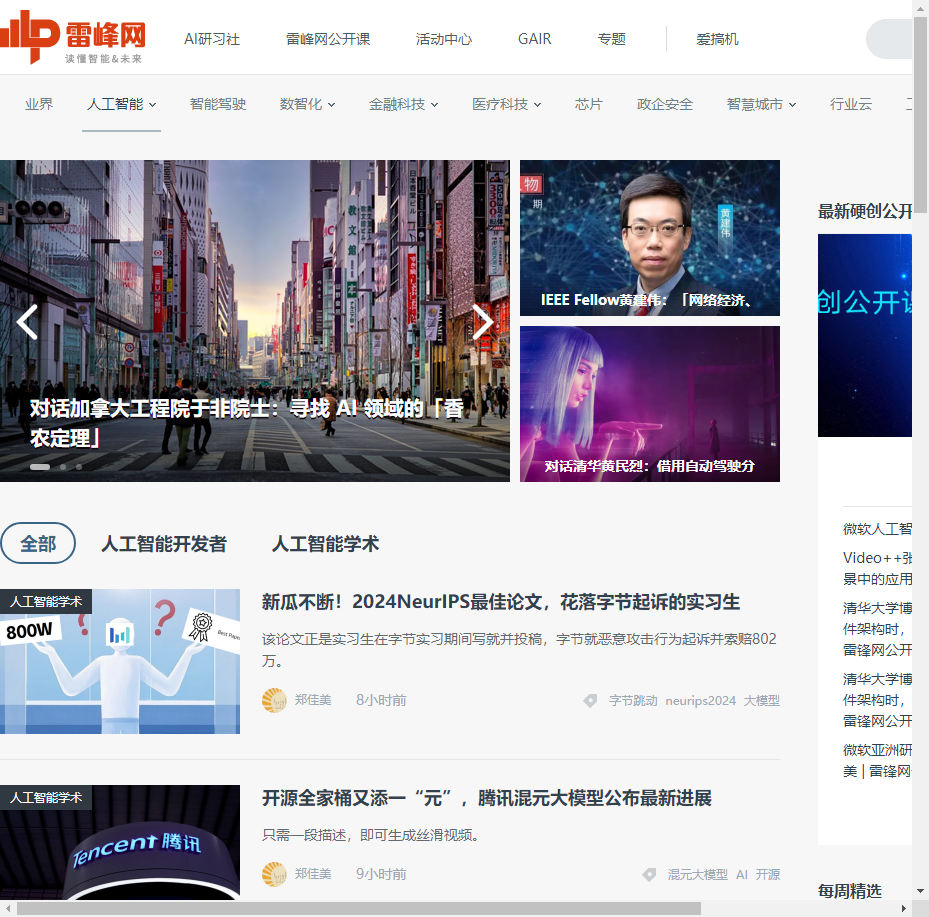 雷峰网
读懂智能&未来
AI研习社
雷峰网公开课
活动中心
GAIR
专题
爱搞机
业界
人工智能
智能驾驶
数智化
金融科技
医疗科技
芯片
政企安全
智慧城市
行业云
对话加拿大工程院于非院士：寻找 AI 领域的「香
农定理」
人物
期
黄建伟
IEEE Fellow黄建伟：「网络经济、
对话清华黄民烈：借用自动驾驶分
最新硬创公开
创公开课
全部
人工智能开发者
人工智能学术
人工智能学术
800W
Best Paper
新瓜不断！2024NeurIPS最佳论文，花落字节起诉的实习生
该论文正是实习生在字节实习期间写就并投稿，字节就恶意攻击行为起诉并索赔802
万。
郑佳美
8小时前
字节跳动 neurips2024 大模型
人工智能学术
Tencent 腾讯
开源全家桶又添一“元”，腾讯混元大模型公布最新进展
只需一段描述，即可生成丝滑视频。
郑佳美
9小时前
混元大模型 AI 开源
微软人工智
Video++张
景中的应用
清华大学博
件架构时，
雷锋网公开
清华大学博
件架构时，
雷锋网公开
微软亚洲研
美 | 雷锋网
每周精选